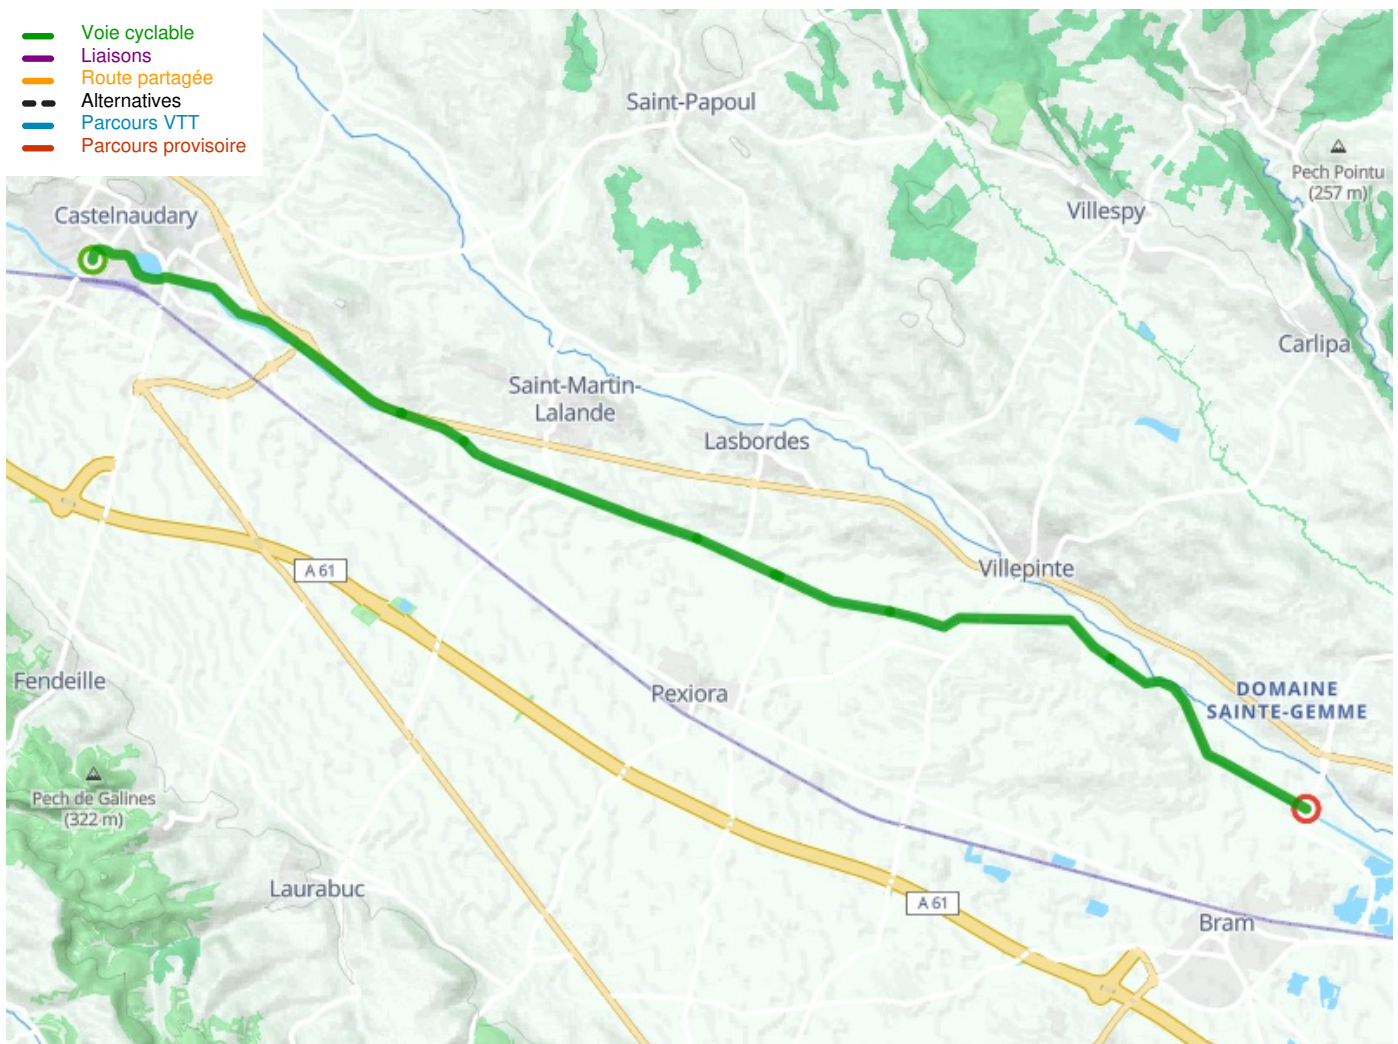 Voie cyclable
Liaisons
Route partagée
Alternatives
Parcours VTT
Parcours provisoire
Saint-Papoul
Pech Pointu
(257 m)
Villespy
Castelnaudary
Carlipa
Saint-Martin-
Lalande
Lasbordes
Villepinte
A 61
Fendeille
Pexiora
DOMAINE
SAINTE-GEMME
Pech de Galines
(322 m)
Laurabuc
A 61
Bram